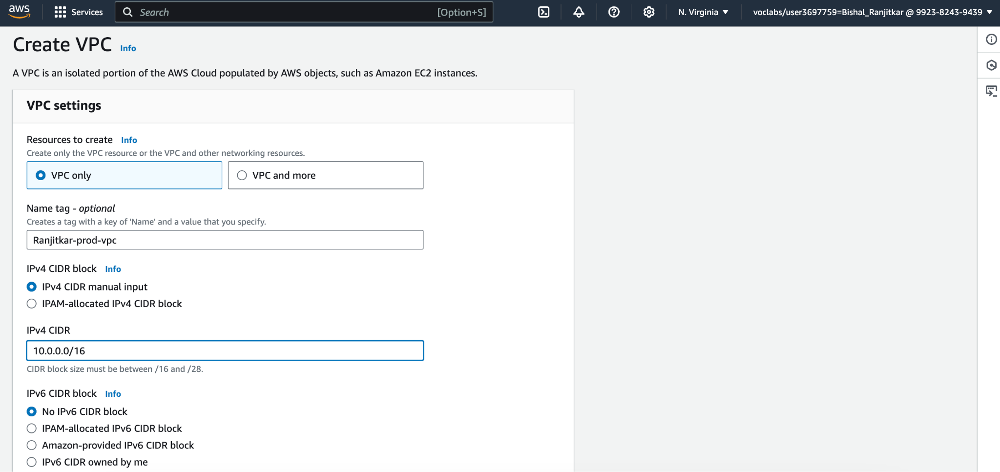 aws Services Search [Option+S] N. Virginia voclabs/user3697759=Bishal_Ranjitkar @ 9923-8243-9439
Create VPC Info
A VPC is an isolated portion of the AWS Cloud populated by AWS objects, such as Amazon EC2 instances.
VPC settings
Resources to create Info
Create only the VPC resource or the VPC and other networking resources.
VPC only VPC and more
Name tag - optional
Creates a tag with a key of 'Name' and a value that you specify.
Ranjitkar-prod-vpc
IPv4 CIDR block Info
IPv4 CIDR manual input
IPAM-allocated IPv4 CIDR block
IPv4 CIDR
10.0.0.0/16
CIDR block size must be between /16 and /28.
IPv6 CIDR block Info
No IPv6 CIDR block
IPAM-allocated IPv6 CIDR block
Amazon-provided IPv6 CIDR block
IPv6 CIDR owned by me